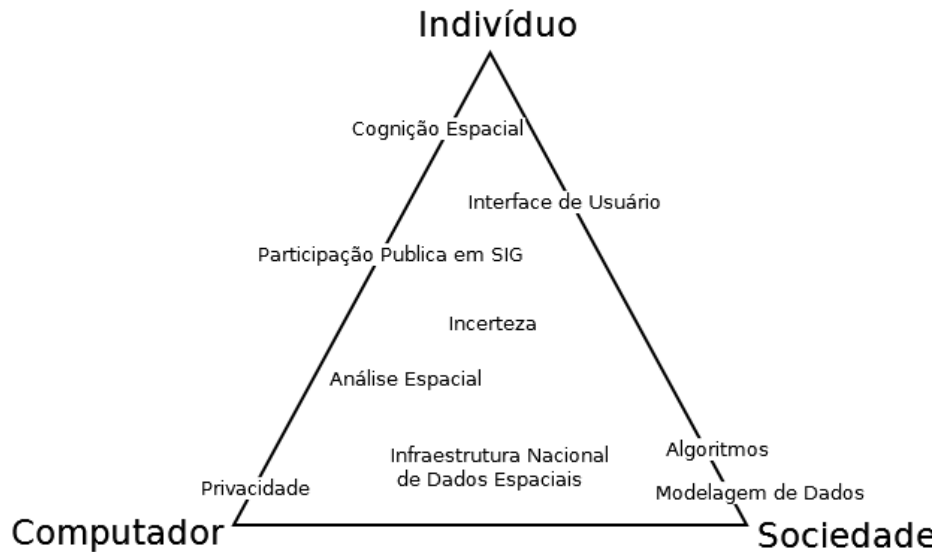 Indivíduo
Cognição Espacial
Interface de Usuário
Participação Publica em SIG
Incerteza
Análise Espacial
Algoritmos
Infraestrutura Nacional
de Dados Espaciais
Privacidade
Modelagem de Dados
Computador
Sociedade